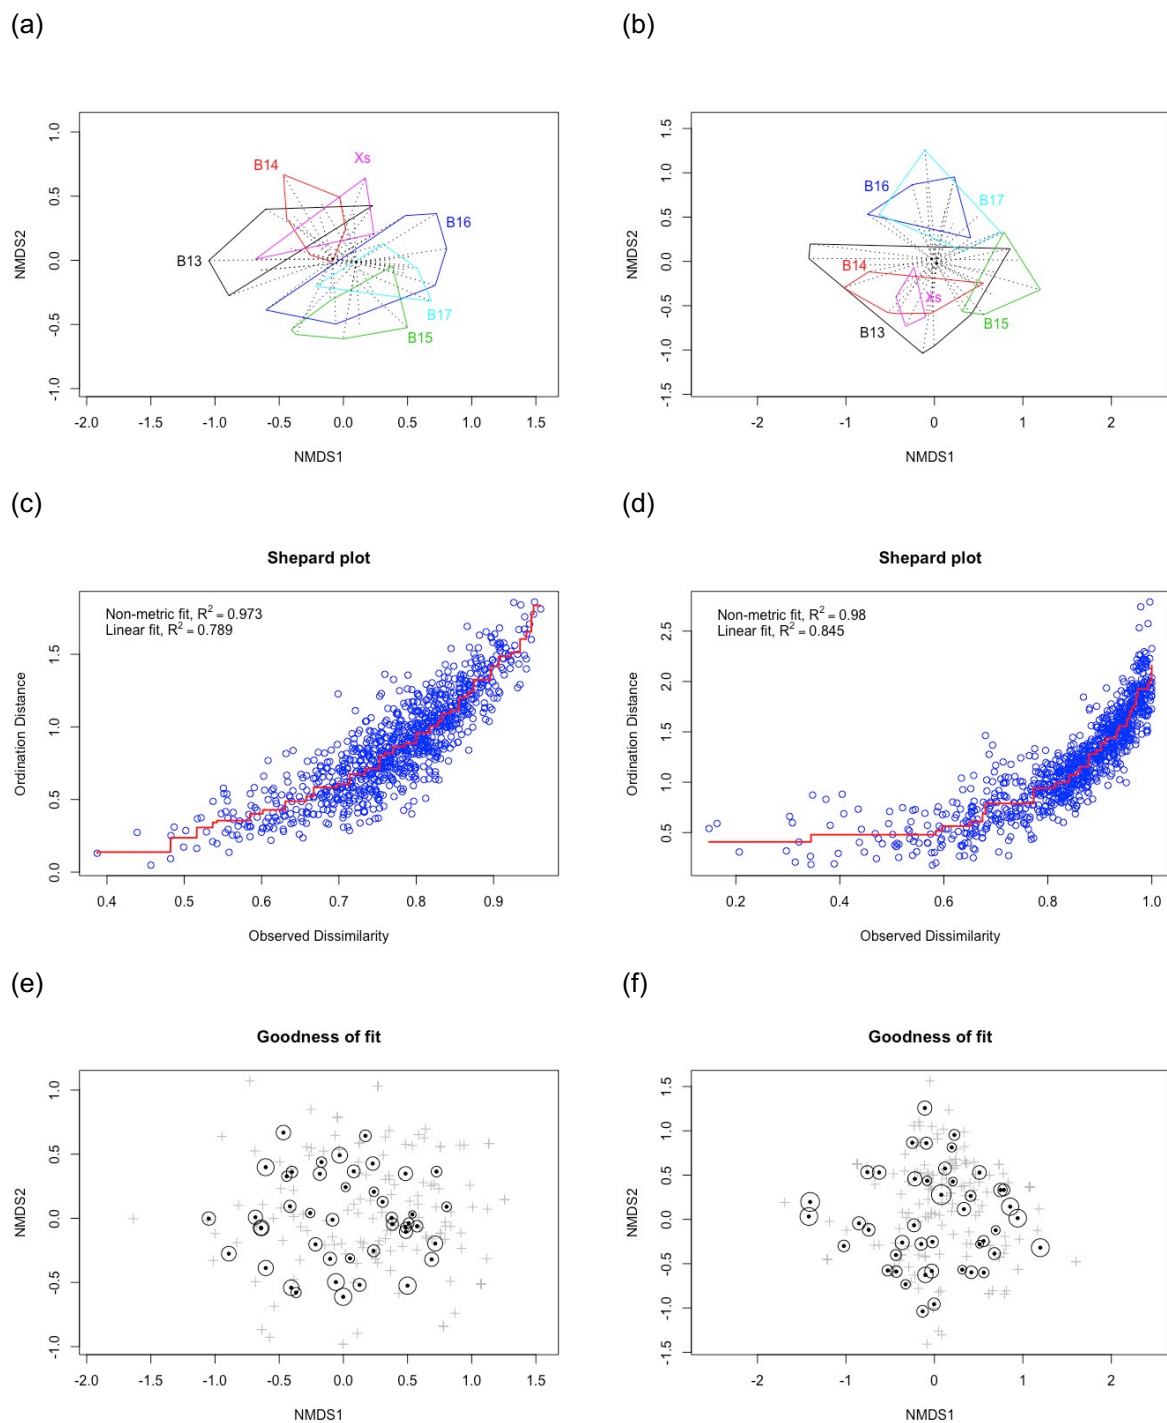 (a)
(b)
NMDS2
1.0
0.5
0.0
-0.5
-1.0
B14
Xs
B16
B13
B17
B15
-2.0 -1.5 -1.0 -0.5 0.0 0.5 1.0 1.5
NMDS1
NMDS2
1.5
1.0
0.5
0.0
-0.5
-1.0
-1.5
B16
B17
B14
Xs
B13
B15
-2 -1 0 1 2
NMDS1
(c)
(d)
Shepard plot
Non-metric fit, R² = 0.973
Linear fit, R² = 0.789
Ordination Distance
1.5
1.0
0.5
0.0
0.4 0.5 0.6 0.7 0.8 0.9
Observed Dissimilarity
Shepard plot
Non-metric fit, R² = 0.98
Linear fit, R² = 0.845
Ordination Distance
2.5
2.0
1.5
1.0
0.5
0.2 0.4 0.6 0.8 1.0
Observed Dissimilarity
(e)
(f)
Goodness of fit
NMDS2
1.0
0.5
0.0
-0.5
-1.0
-2.0 -1.5 -1.0 -0.5 0.0 0.5 1.0 1.5
NMDS1
Goodness of fit
NMDS2
1.5
1.0
0.5
0.0
-0.5
-1.0
-1.5
-2 -1 0 1 2
NMDS1